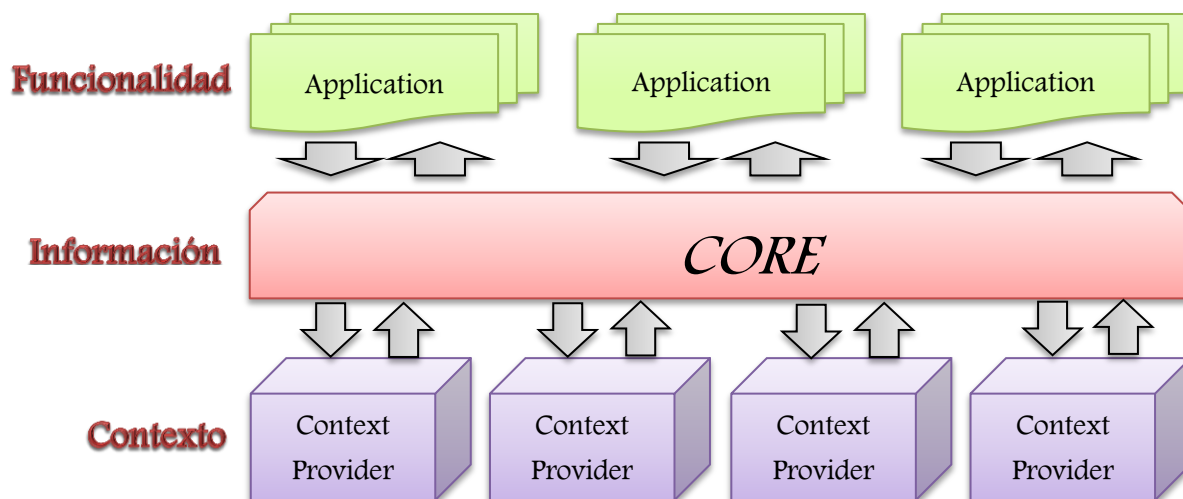 Funcionalidad
Application
Application
Application
Información
CORE
Contexto
Context
Provider
Context
Provider
Context
Provider
Context
Provider